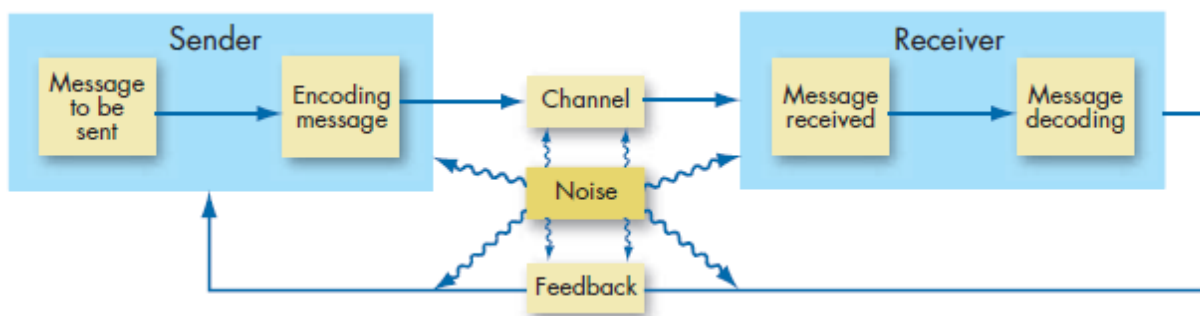 Sender
Message
to be
sent
Encoding
message
Channel
Noise
Feedback
Receiver
Message
received
Message
decoding